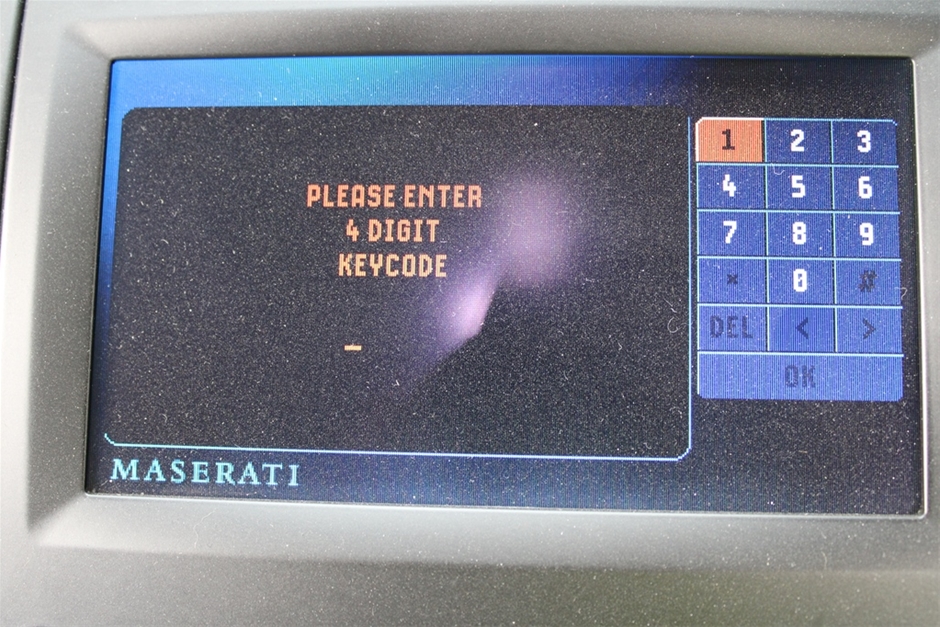 PLEASE ENTER
4 DIGIT
KEYCODE
_
1 2 3
4 5 6
7 8 9
* 0 #
DEL < >
OK
MASERATI